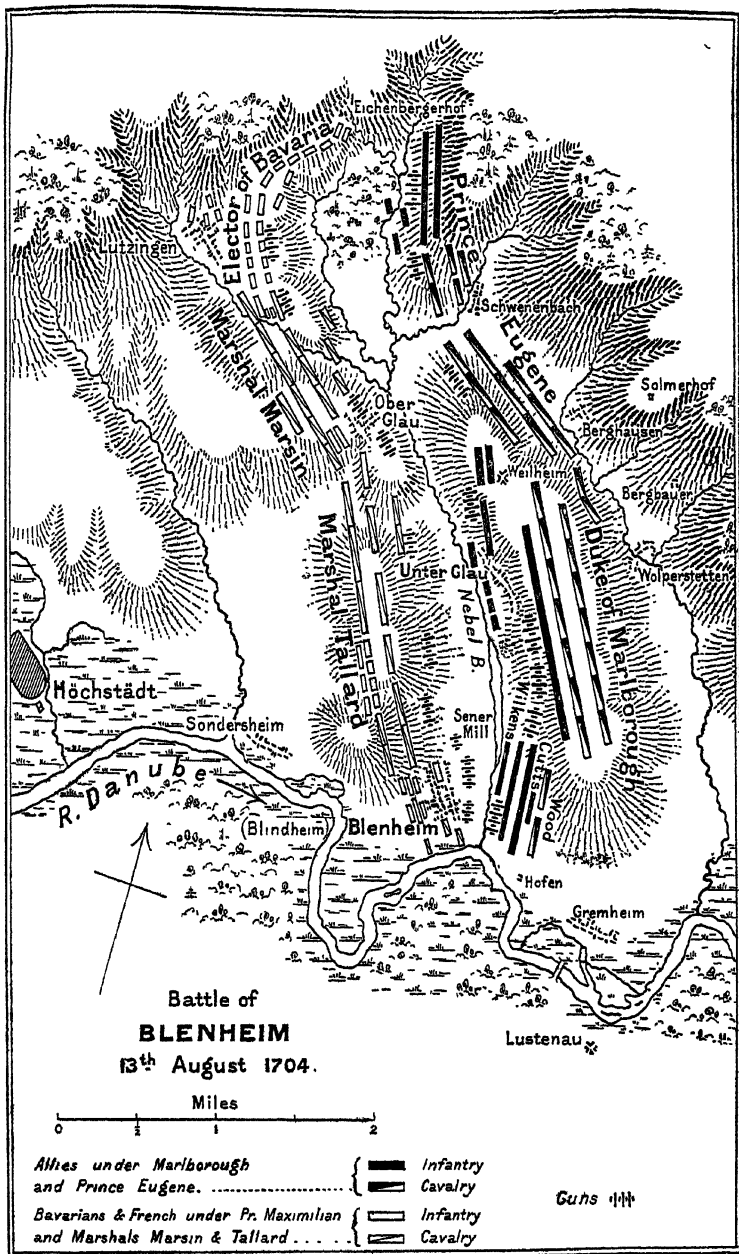 Eichenbergerhof
Elector of Bavaria
Prince
Lutzingen
Schwenenbach
Eugene
Marshal Marsin
Ober
Glau
Solmerhof
Berghausen
Weilheim
Bergbauer
Marshal Tallard
Unter Glau
Nebel B.
Duke of Marlborough
Wolperstetten
Höchstädt
Sondersheim
Sener
Mill
Wilkens
Cutts
Wood
R. Danube
(Blindheim)
Blenheim
Hofen
Gremheim
Lustenau
Battle of
BLENHEIM
13th August 1704.
Miles
0 ½ 1 2
Allies under Marlborough
and Prince Eugene.
Infantry
Cavalry
Bavarians & French under Pr. Maximilian
and Marshals Marsin & Tallard
Infantry
Cavalry
Guns